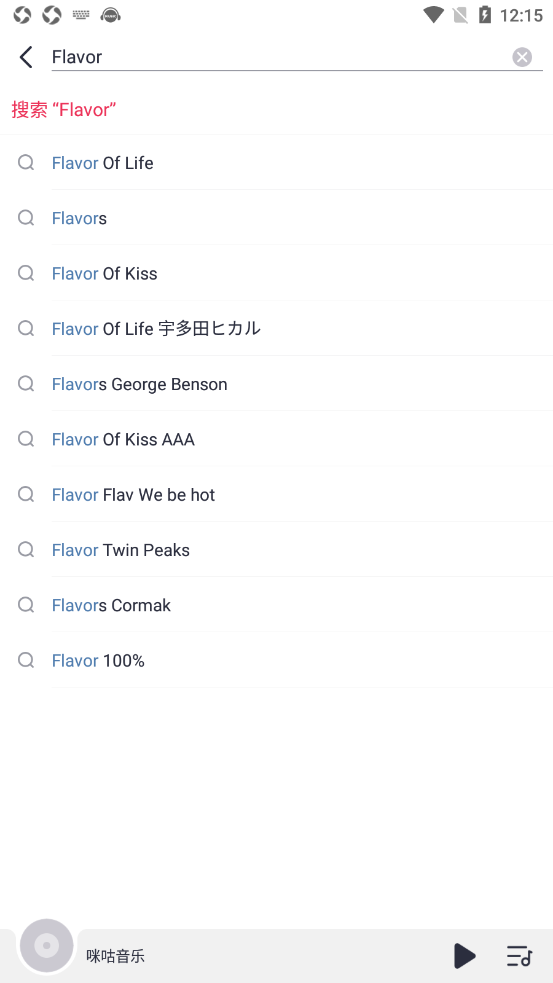 12:15
Flavor
搜索 “Flavor”
Flavor Of Life
Flavors
Flavor Of Kiss
Flavor Of Life 宇多田ヒカル
Flavors George Benson
Flavor Of Kiss AAA
Flavor Flav We be hot
Flavor Twin Peaks
Flavors Cormak
Flavor 100%
咪咕音乐